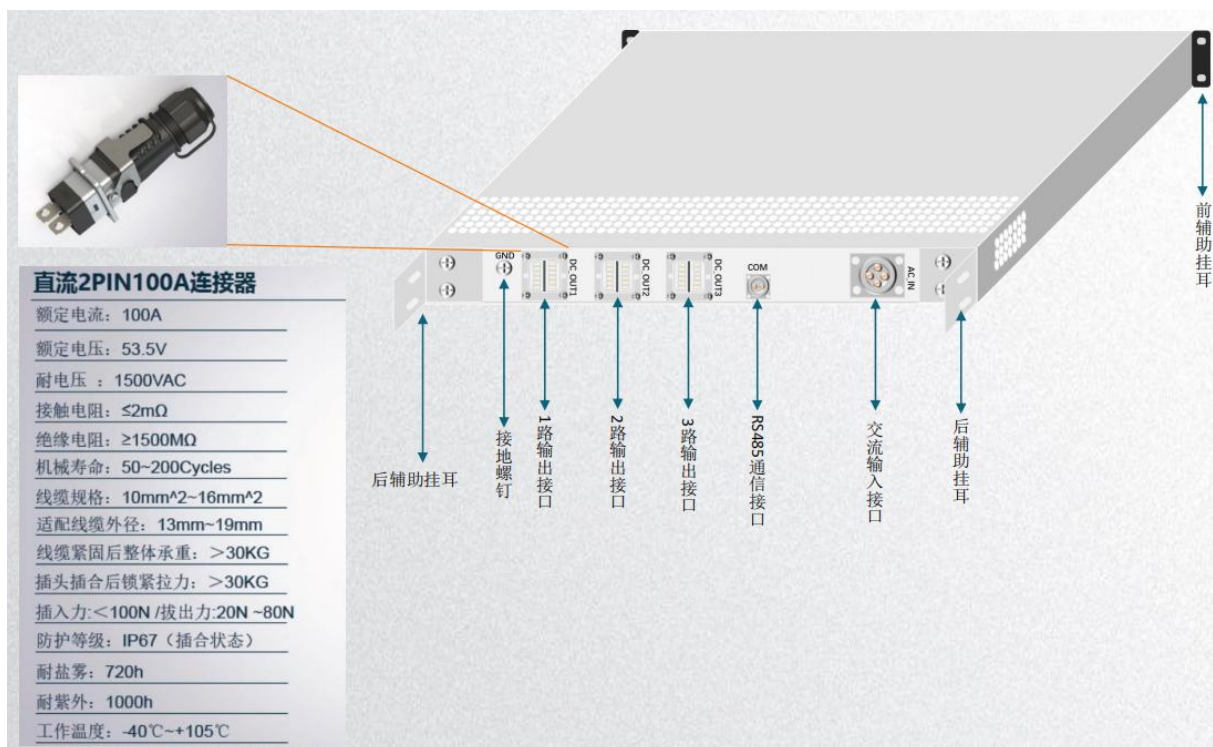 直流2PIN100A连接器
额定电流：100A
额定电压：53.5V
耐电压 ：1500VAC
接触电阻：≤2mΩ
绝缘电阻：≥1500MΩ
机械寿命：50~200Cycles
线缆规格：10mm^2~16mm^2
适配线缆外径：13mm~19mm
线缆紧固后整体承重：＞30KG
插头插合后锁紧拉力：＞30KG
插入力:＜100N /拔出力:20N ~80N
防护等级：IP67（插合状态）
耐盐雾：720h
耐紫外：1000h
工作温度：-40℃~+105℃
GND
DC OUT1
DC OUT2
DC OUT3
COM
AC IN
后辅助挂耳
接地螺钉
1路输出接口
2路输出接口
3路输出接口
RS485通信接口
交流输入接口
后辅助挂耳
前辅助挂耳